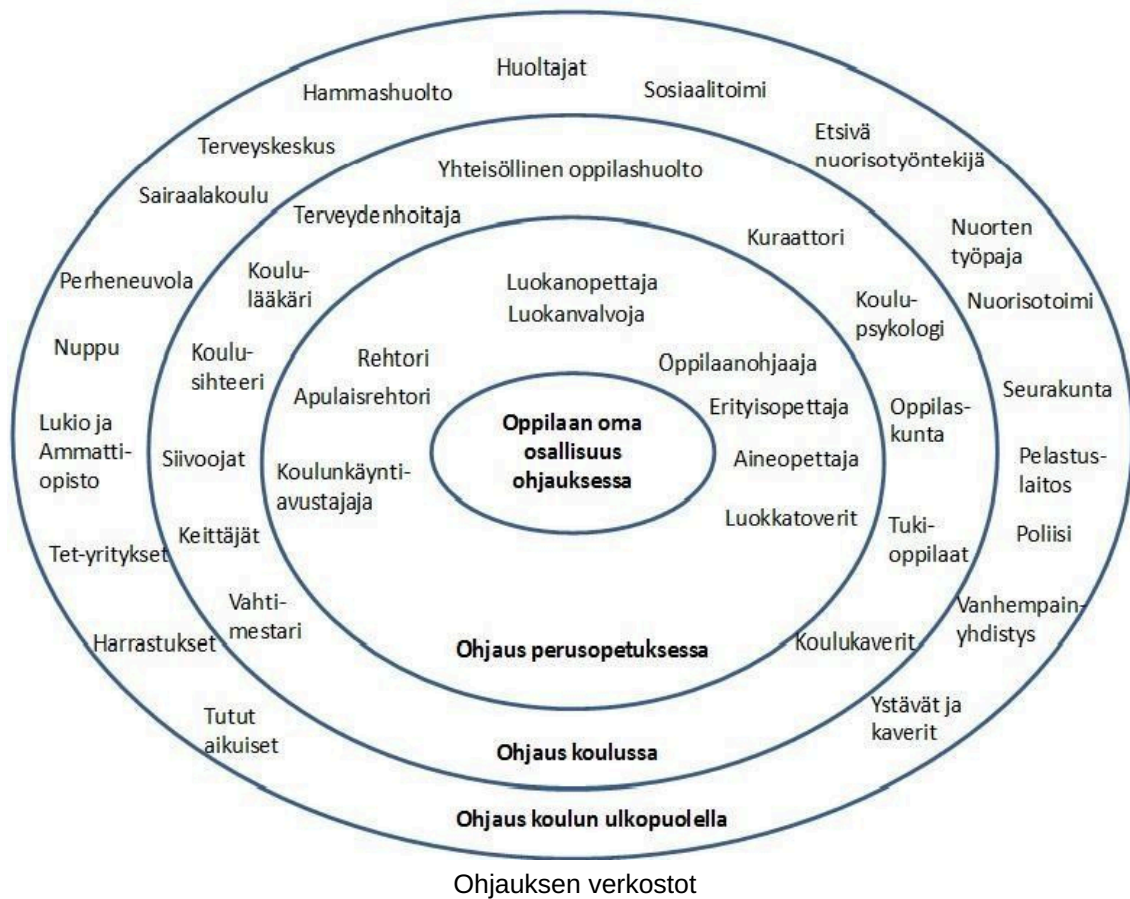 Huoltajat
Hammashuolto
Sosiaalitoimi
Etsivä
nuorisotyöntekijä
Terveyskeskus
Sairaalakoulu
Perheneuvola
Nuppu
Lukio ja
Ammatti-
opisto
Tet-yritykset
Harrastukset
Tutut
aikuiset
Nuorten
työpaja
Nuorisotoimi
Seurakunta
Pelastus-
laitos
Poliisi
Vanhempain-
yhdistys
Ystävät ja
kaverit
Yhteisöllinen oppilashuolto
Terveydenhoitaja
Kuraattori
Koulu-
lääkäri
Koulu-
psykologi
Koulu-
sihteeri
Oppilas-
kunta
Siivoojat
Keittäjät
Tuki-
oppilaat
Vahti-
mestari
Koulukaverit
Luokanopettaja
Luokanvalvoja
Rehtori
Apulaisrehtori
Oppilaanohjaaja
Erityisopettaja
Aineopettaja
Koulunkäynti-
avustajaja
Luokkatoverit
Oppilaan oma
osallisuus
ohjauksessa
Ohjaus perusopetuksessa
Ohjaus koulussa
Ohjaus koulun ulkopuolella
Ohjauksen verkostot